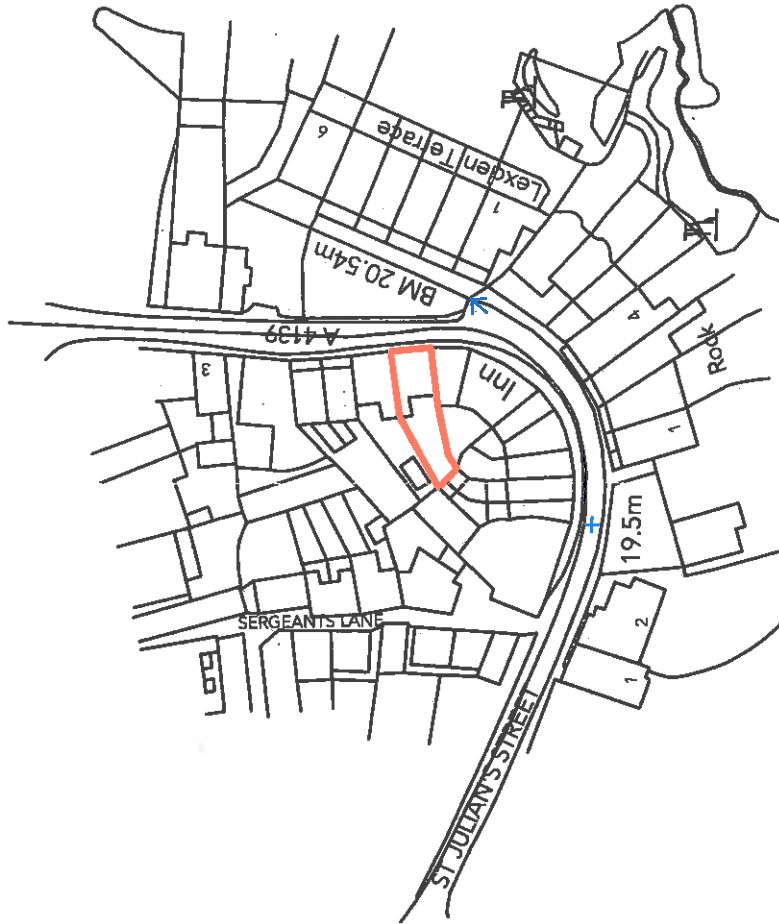 6
Lexden Terrace
1
BM 20.54m
A 4139
4
Rock
3
Inn
1
19.5m
SERGEANTS LANE
2
1
ST JULIAN'S STREET